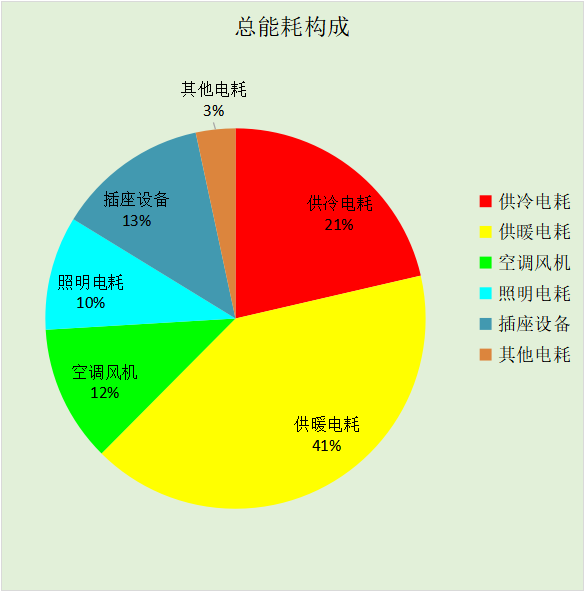 总能耗构成
其他电耗
3%
供冷电耗
21%
插座设备
13%
照明电耗
10%
空调风机
12%
供暖电耗
41%
供冷电耗
供暖电耗
空调风机
照明电耗
插座设备
其他电耗